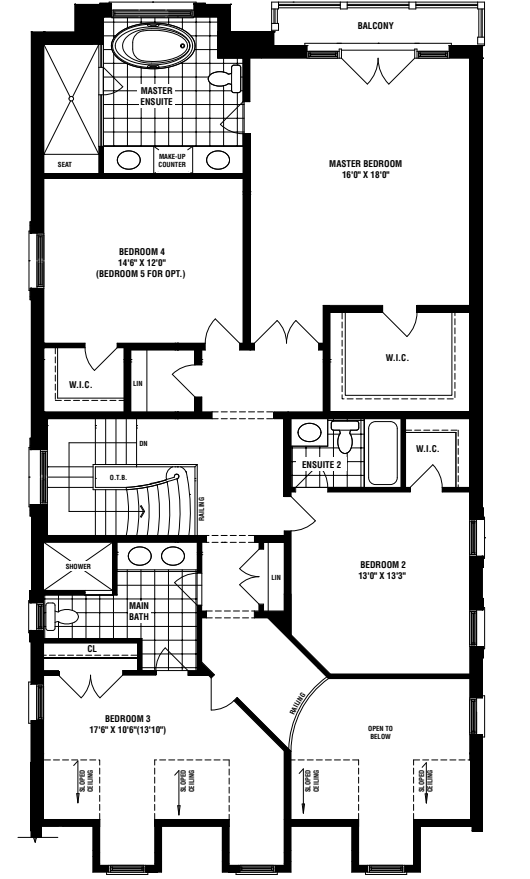 BALCONY
MASTER
ENSUITE
MAKE-UP
COUNTER
SEAT
MASTER BEDROOM
16'0" X 18'0"
BEDROOM 4
14'6" X 12'0"
(BEDROOM 5 FOR OPT.)
W.I.C.
W.I.C.
LIN
DN
O.T.B.
RAILING
ENSUITE 2
W.I.C.
SHOWER
BEDROOM 2
13'0" X 13'3"
LIN
MAIN
BATH
CL
RAILING
BEDROOM 3
17'6" X 10'6"(13'10")
OPEN TO
BELOW
SLOPED
CEILING
SLOPED
CEILING
SLOPED
CEILING
SLOPED
CEILING